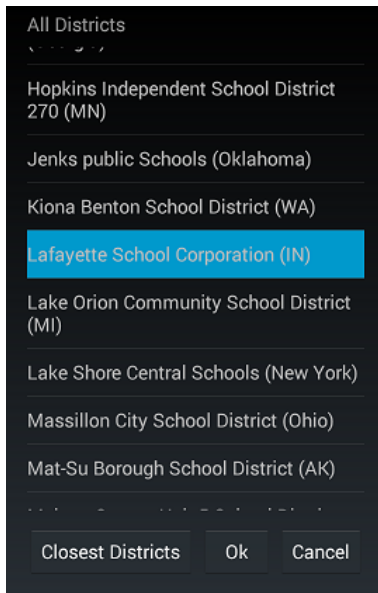 All Districts
Hopkins Independent School District
270 (MN)
Jenks public Schools (Oklahoma)
Kiona Benton School District (WA)
Lafayette School Corporation (IN)
Lake Orion Community School District
(MI)
Lake Shore Central Schools (New York)
Massillon City School District (Ohio)
Mat-Su Borough School District (AK)
Closest Districts
Ok
Cancel